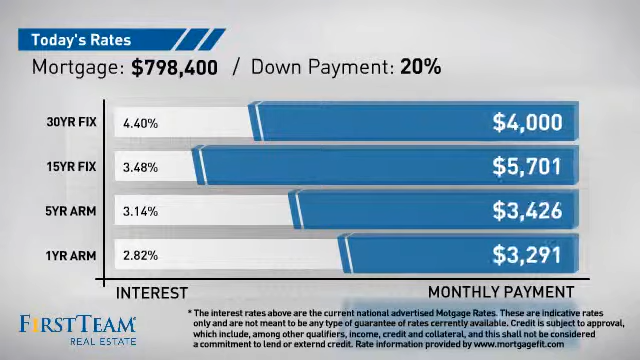 Today's Rates
Mortgage: $798,400 / Down Payment: 20%
30YR FIX 4.40% $4,000
15YR FIX 3.48% $5,701
5YR ARM 3.14% $3,426
1YR ARM 2.82% $3,291
INTEREST MONTHLY PAYMENT
* The interest rates above are the current national advertised Motgage Rates. These are indicative rates
only and are not meant to be any type of guarantee of rates cerrently available. Credit is subject to approval,
which include, among other qualifiers, income, credit and collateral, and this shall not be considered
a commitment to lend or externd credit. Rate information provided by www.mortgagefit.com
FIRSTTEAM®
REAL ESTATE